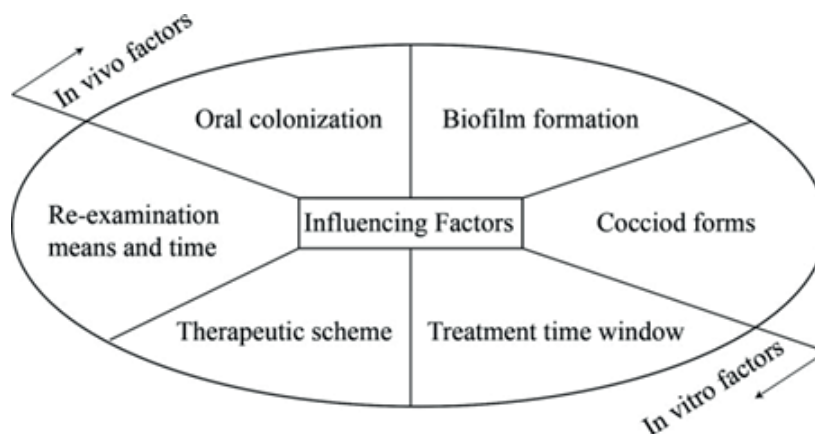 In vivo factors
Oral colonization
Biofilm formation
Re-examination
means and time
Influencing Factors
Cocciod forms
Therapeutic scheme
Treatment time window
In vitro factors